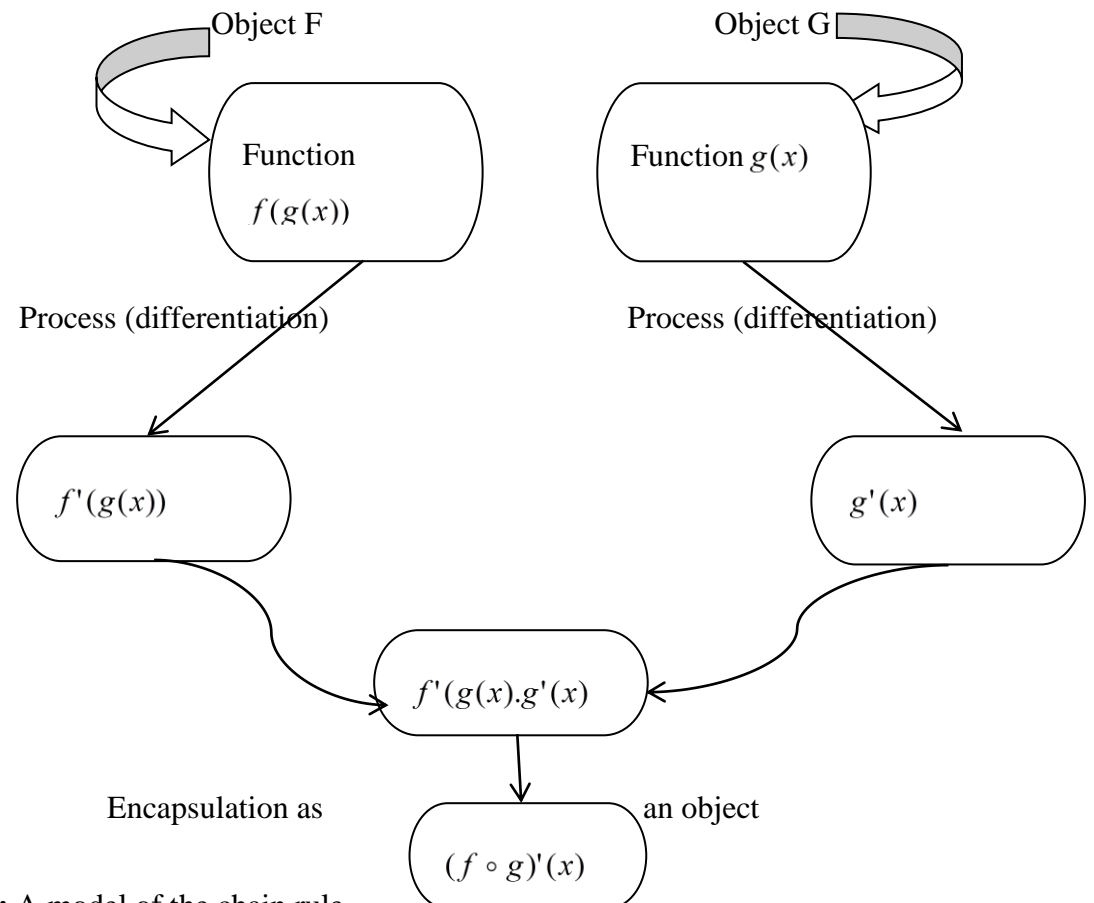 Object F
Object G
Function
f(g(x))
Function g(x)
Process (differentiation)
Process (differentiation)
f'(g(x))
g'(x)
f'(g(x).g'(x)
Encapsulation as an object
(f ∘ g)'(x)
: A model of the chain rule